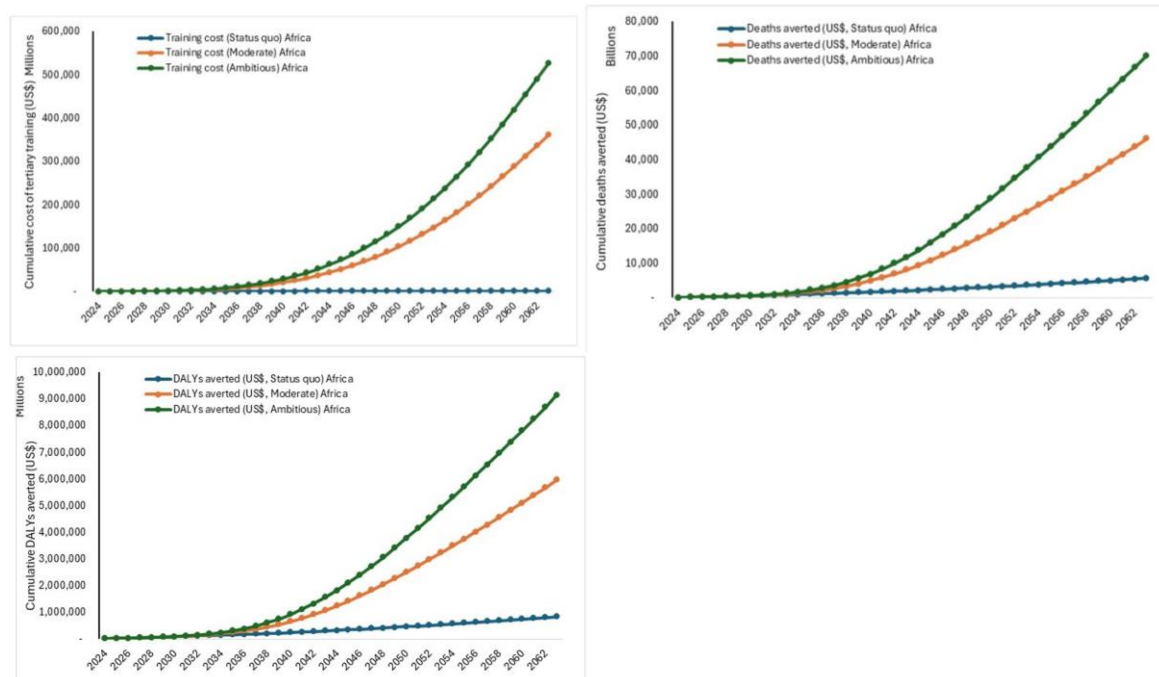 Cumulative cost of tertiary training (US$) Millions
600,000
500,000
400,000
300,000
200,000
100,000
-
Training cost (Status quo) Africa
Training cost (Moderate) Africa
Training cost (Ambitious) Africa
2024 2026 2028 2030 2032 2034 2036 2038 2040 2042 2044 2046 2048 2050 2052 2054 2056 2058 2060 2062
Billions
Cumulative deaths averted (US$)
80,000
70,000
60,000
50,000
40,000
30,000
20,000
10,000
-
Deaths averted (US$, Status quo) Africa
Deaths averted (US$, Moderate) Africa
Deaths averted (US$, Ambitious) Africa
2024 2026 2028 2030 2032 2034 2036 2038 2040 2042 2044 2046 2048 2050 2052 2054 2056 2058 2060 2062
Millions
Cumulative DALYs averted (US$)
10,000,000
9,000,000
8,000,000
7,000,000
6,000,000
5,000,000
4,000,000
3,000,000
2,000,000
1,000,000
-
DALYs averted (US$, Status quo) Africa
DALYs averted (US$, Moderate) Africa
DALYs averted (US$, Ambitious) Africa
2024 2026 2028 2030 2032 2034 2036 2038 2040 2042 2044 2046 2048 2050 2052 2054 2056 2058 2060 2062